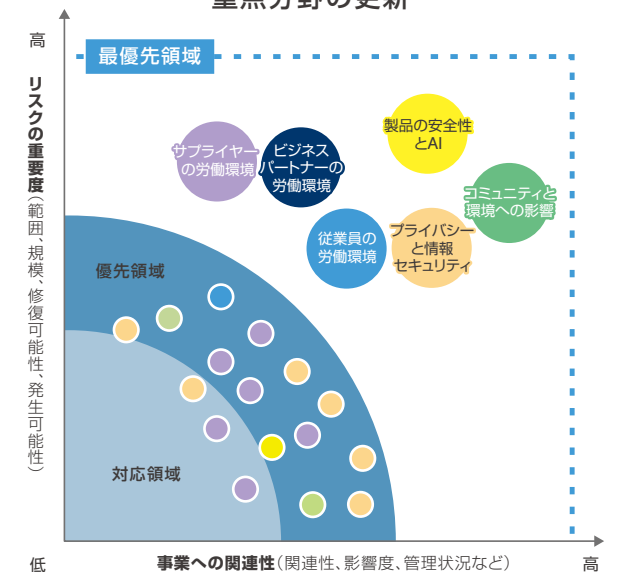 重点分野の更新
高
最優先領域
リスクの重要度(範囲、規模、修復可能性、発生可能性)
サプライヤー
の労働環境
ビジネス
パートナーの
労働環境
製品の安全性
とAI
コミュニティと
環境への影響
従業員の
労働環境
プライバシー
と情報
セキュリティ
優先領域
対応領域
低
事業への関連性(関連性、影響度、管理状況など)
高